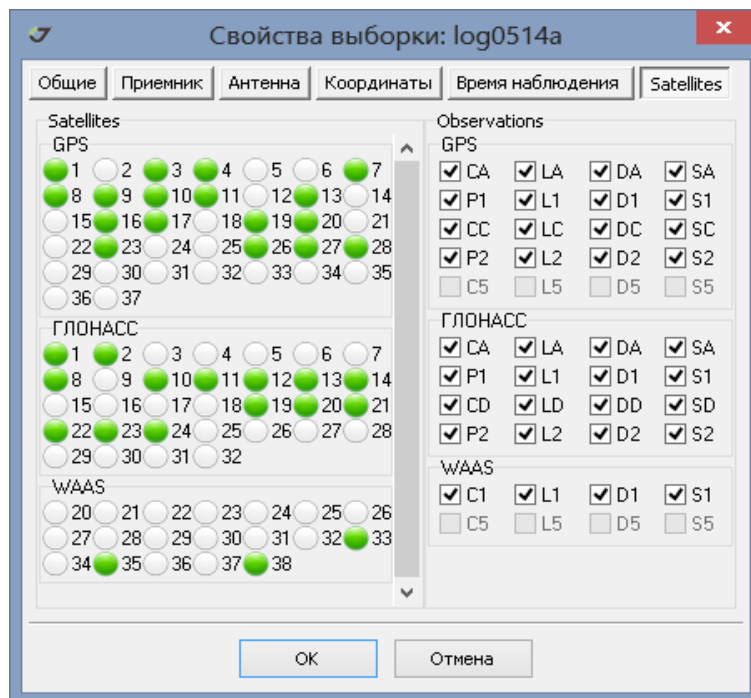 Свойства выборки: log0514a
Общие Приемник Антенна Координаты Время наблюдения Satellites
Satellites
GPS
1 2 3 4 5 6 7
8 9 10 11 12 13 14
15 16 17 18 19 20 21
22 23 24 25 26 27 28
29 30 31 32 33 34 35
36 37
ГЛОНАСС
1 2 3 4 5 6 7
8 9 10 11 12 13 14
15 16 17 18 19 20 21
22 23 24 25 26 27 28
29 30 31 32
WAAS
20 21 22 23 24 25 26
27 28 29 30 31 32 33
34 35 36 37 38
Observations
GPS
CA LA DA SA
P1 L1 D1 S1
CC LC DC SC
P2 L2 D2 S2
C5 L5 D5 S5
ГЛОНАСС
CA LA DA SA
P1 L1 D1 S1
CD LD DD SD
P2 L2 D2 S2
WAAS
C1 L1 D1 S1
C5 L5 D5 S5
OK Отмена